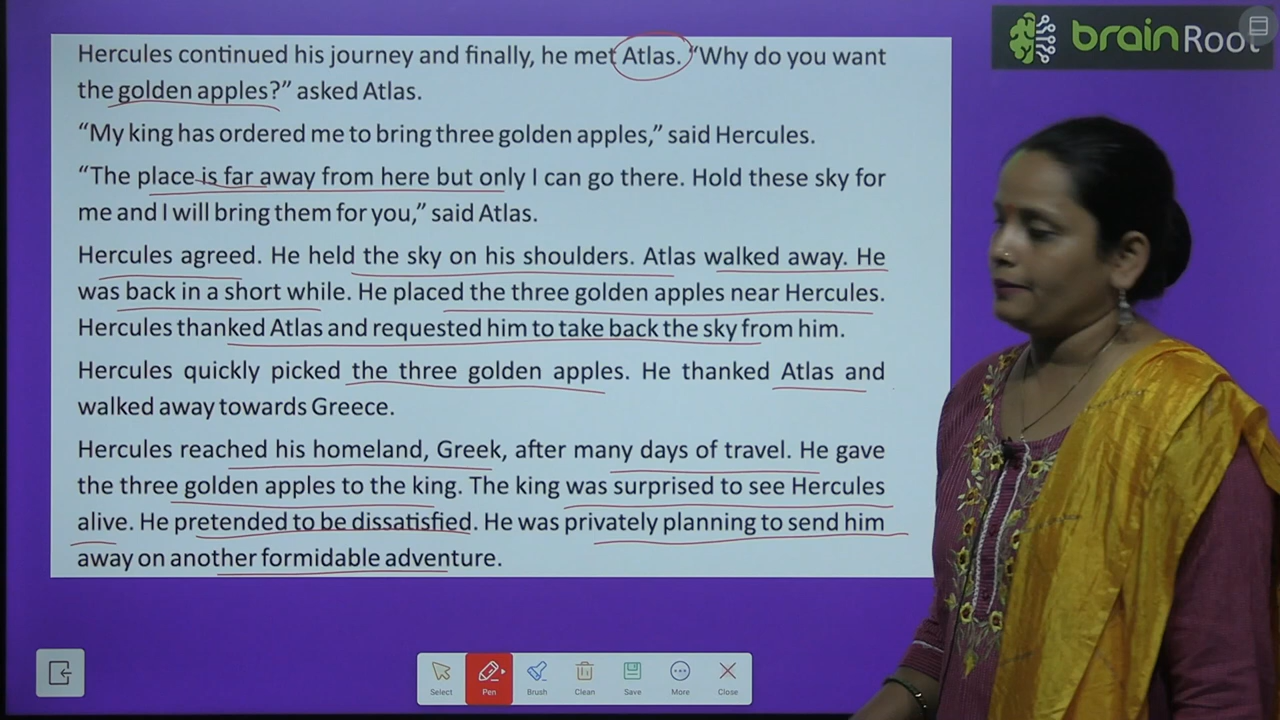 brainRoot
Hercules continued his journey and finally, he met Atlas. “Why do you want
the golden apples?” asked Atlas.
“My king has ordered me to bring three golden apples,” said Hercules.
“The place is far away from here but only I can go there. Hold these sky for
me and I will bring them for you,” said Atlas.
Hercules agreed. He held the sky on his shoulders. Atlas walked away. He
was back in a short while. He placed the three golden apples near Hercules.
Hercules thanked Atlas and requested him to take back the sky from him.
Hercules quickly picked the three golden apples. He thanked Atlas and
walked away towards Greece.
Hercules reached his homeland, Greek, after many days of travel. He gave
the three golden apples to the king. The king was surprised to see Hercules
alive. He pretended to be dissatisfied. He was privately planning to send him
away on another formidable adventure.
Select Pen Brush Clean Save More Close